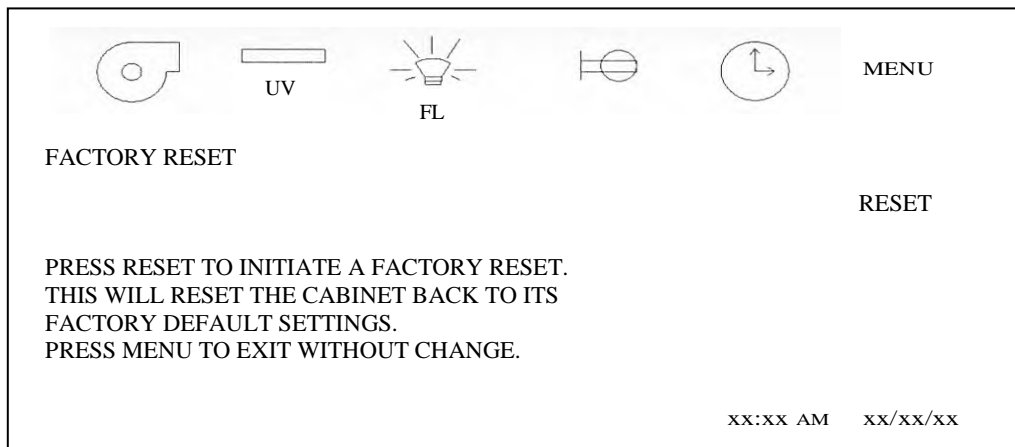 MENU
UV
FL
FACTORY RESET
RESET
PRESS RESET TO INITIATE A FACTORY RESET.
THIS WILL RESET THE CABINET BACK TO ITS
FACTORY DEFAULT SETTINGS.
PRESS MENU TO EXIT WITHOUT CHANGE.
xx:xx AM xx/xx/xx